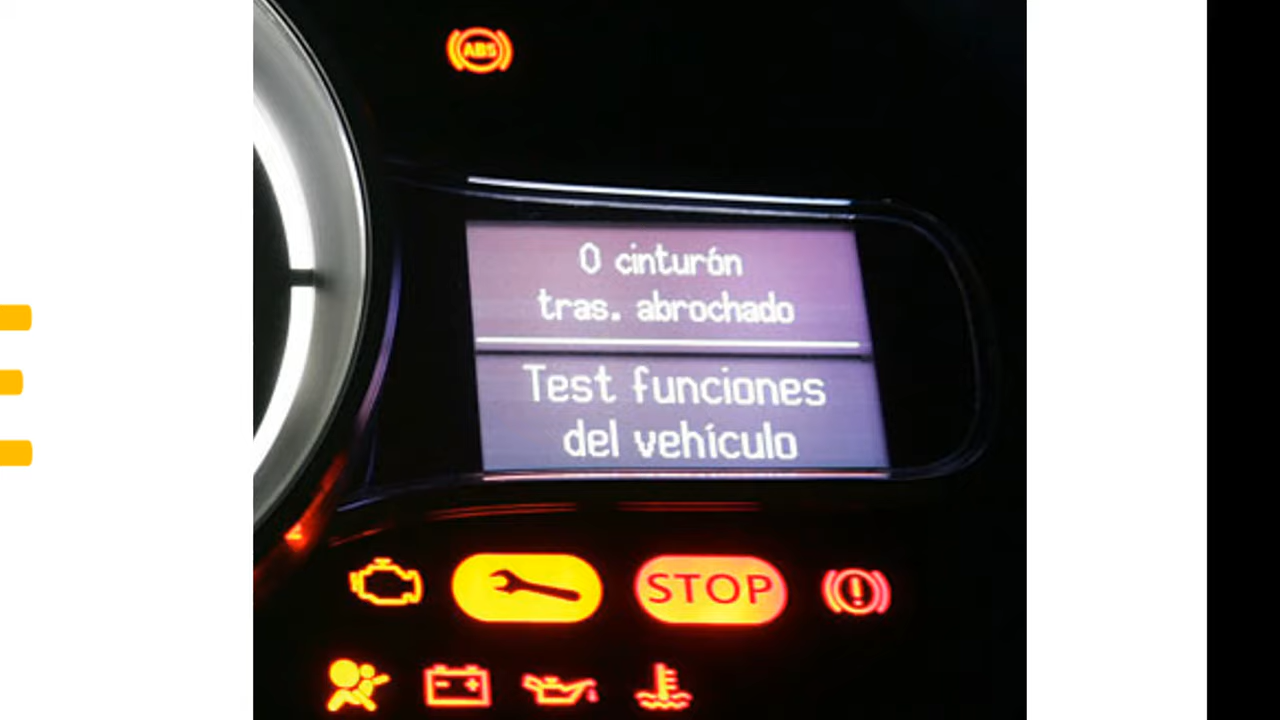 ABS
0 cinturón
tras. abrochado
Test funciones
del vehículo
STOP